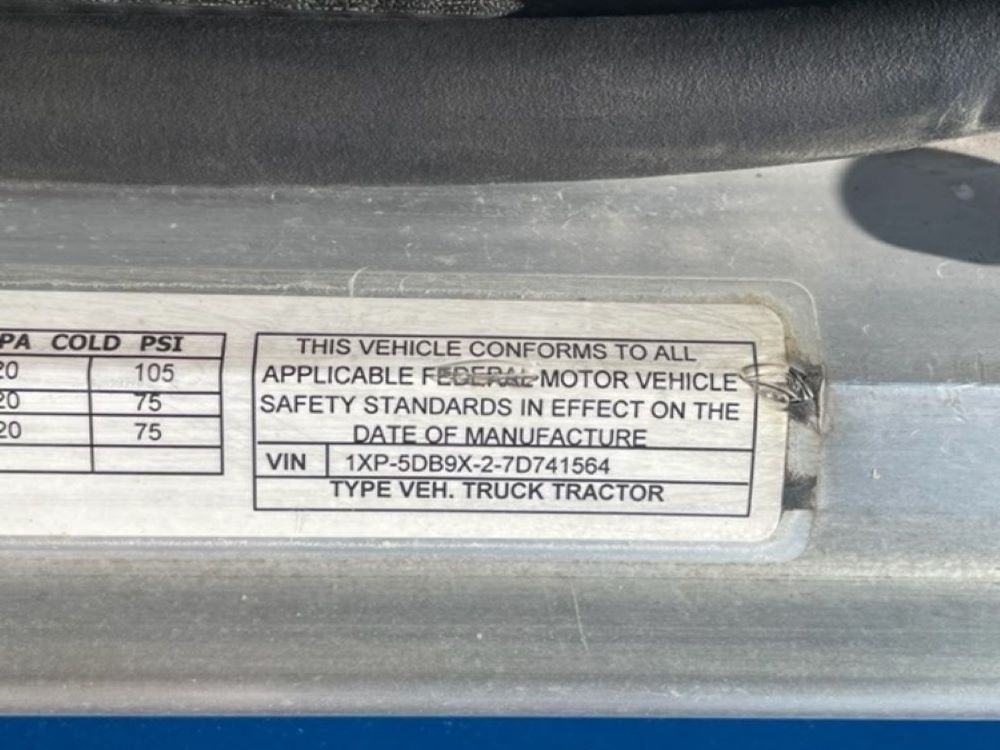 PA COLD PSI
20 105
20 75
20 75
THIS VEHICLE CONFORMS TO ALL
APPLICABLE FEDERAL MOTOR VEHICLE
SAFETY STANDARDS IN EFFECT ON THE
DATE OF MANUFACTURE
VIN 1XP-5DB9X-2-7D741564
TYPE VEH. TRUCK TRACTOR